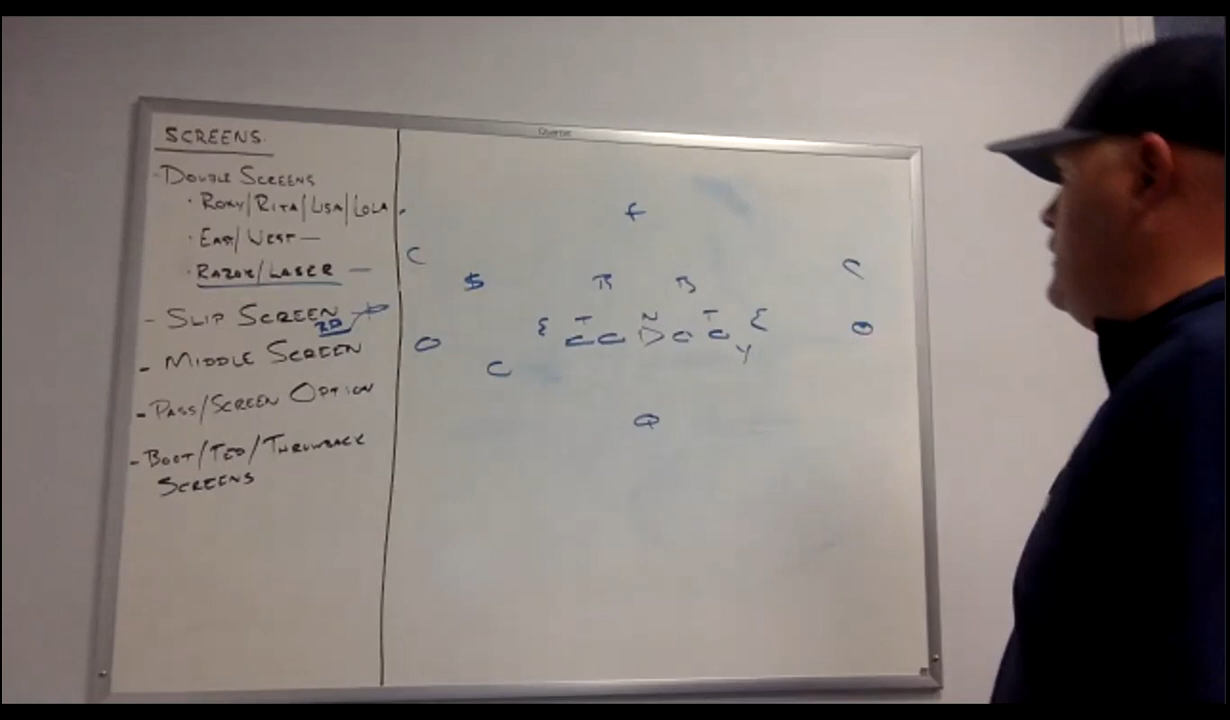 SCREENS
- DOUBLE SCREENS
· ROXY/RITA/LISA/LOLA
· EAST/WEST —
· RAZOR/LASER —
- SLIP SCREEN
- MIDDLE SCREEN
- PASS/SCREEN OPTION
- BOOT/TED/THROWBACK
SCREENS
Quartet
F
C C
$ B B
E T N T E
Y
C
Q